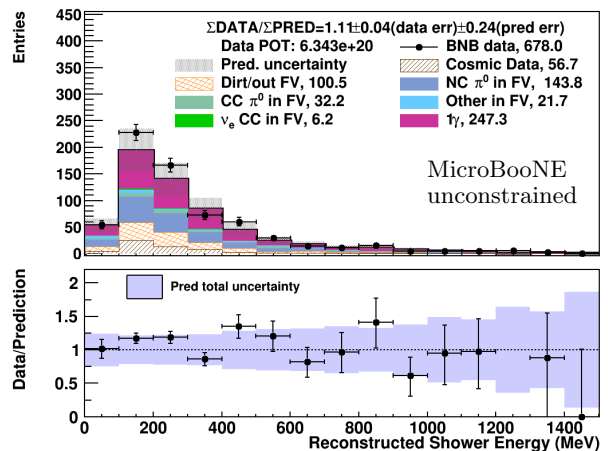 ΣDATA/ΣPRED=1.11±0.04(data err)±0.24(pred err)
Data POT: 6.343e+20
BNB data, 678.0
Pred. uncertainty
Cosmic Data, 56.7
Dirt/out FV, 100.5
NC π⁰ in FV, 143.8
CC π⁰ in FV, 32.2
Other in FV, 21.7
νₑ CC in FV, 6.2
1γ, 247.3
MicroBooNE
unconstrained
Entries
450
400
350
300
250
200
150
100
50
0
Pred total uncertainty
Data/Prediction
2
1.5
1
0.5
0
0 200 400 600 800 1000 1200 1400
Reconstructed Shower Energy (MeV)